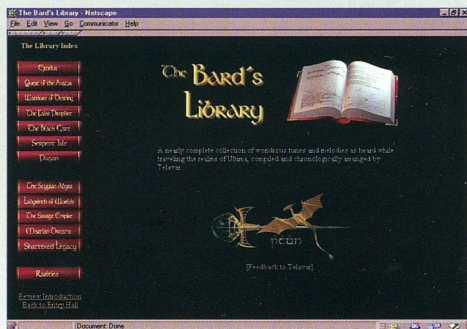 The Bard's Library - Netscape
File Edit View Go Communicator Help
The Library Index
Exodus
Quest of the Avatar
Warriors of Destiny
The False Prophet
The Black Gate
Serpent Isle
Pagan
The Stygian Abyss
Labyrinth of Worlds
The Savage Empire
Martian Dreams
Shattered Legacy
Rarities
Review Introduction
Back to Entry Hall
The Bard's
Library
A nearly complete collection of wonderous tunes and melodies as heard while
traveling the realms of Ultima, compiled and chronologically arranged by
Telavar.
[Feedback to Telavar]
Document: Done